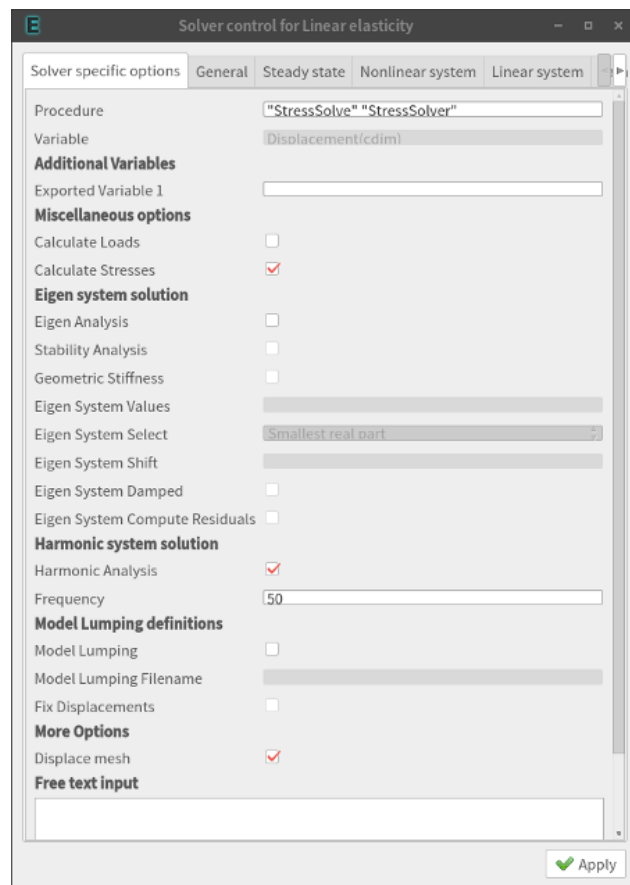 E
Solver control for Linear elasticity
Solver specific options General Steady state Nonlinear system Linear system
Procedure "StressSolve" "StressSolver"
Variable Displacement(cdim)
Additional Variables
Exported Variable 1
Miscellaneous options
Calculate Loads
Calculate Stresses
Eigen system solution
Eigen Analysis
Stability Analysis
Geometric Stiffness
Eigen System Values
Eigen System Select Smallest real part
Eigen System Shift
Eigen System Damped
Eigen System Compute Residuals
Harmonic system solution
Harmonic Analysis
Frequency 50
Model Lumping definitions
Model Lumping
Model Lumping Filename
Fix Displacements
More Options
Displace mesh
Free text input
Apply